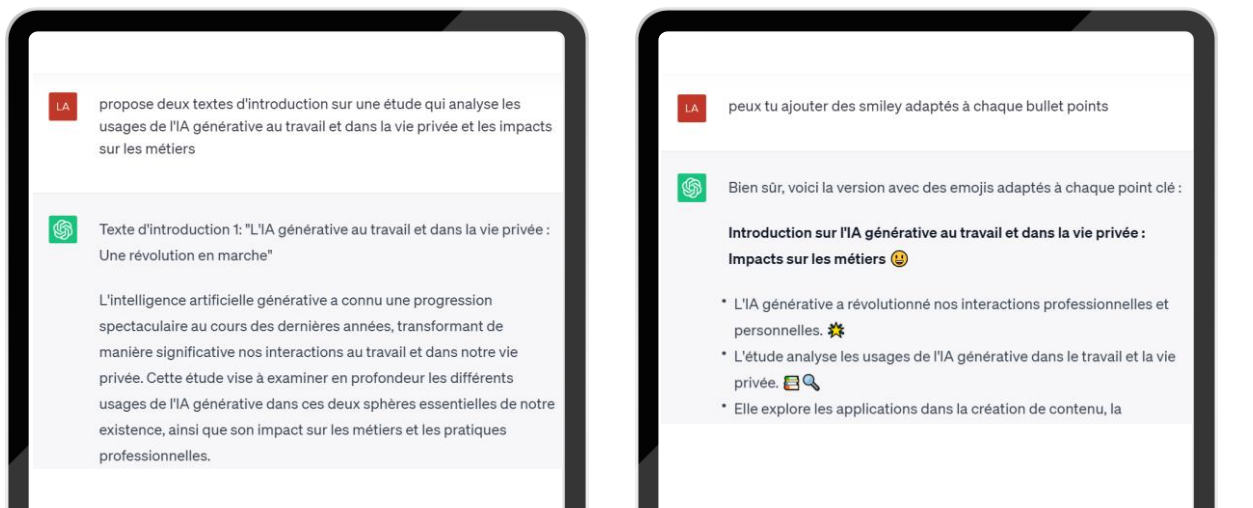 LA
propose deux textes d'introduction sur une étude qui analyse les
usages de l'IA générative au travail et dans la vie privée et les impacts
sur les métiers
Texte d'introduction 1: "L'IA générative au travail et dans la vie privée :
Une révolution en marche"
L'intelligence artificielle générative a connu une progression
spectaculaire au cours des dernières années, transformant de
manière significative nos interactions au travail et dans notre vie
privée. Cette étude vise à examiner en profondeur les différents
usages de l'IA générative dans ces deux sphères essentielles de notre
existence, ainsi que son impact sur les métiers et les pratiques
professionnelles.
LA
peux tu ajouter des smiley adaptés à chaque bullet points
Bien sûr, voici la version avec des emojis adaptés à chaque point clé :
Introduction sur l'IA générative au travail et dans la vie privée :
Impacts sur les métiers 😃
• L'IA générative a révolutionné nos interactions professionnelles et
personnelles. 🌟
• L'étude analyse les usages de l'IA générative dans le travail et la vie
privée. 📚🔍
• Elle explore les applications dans la création de contenu, la